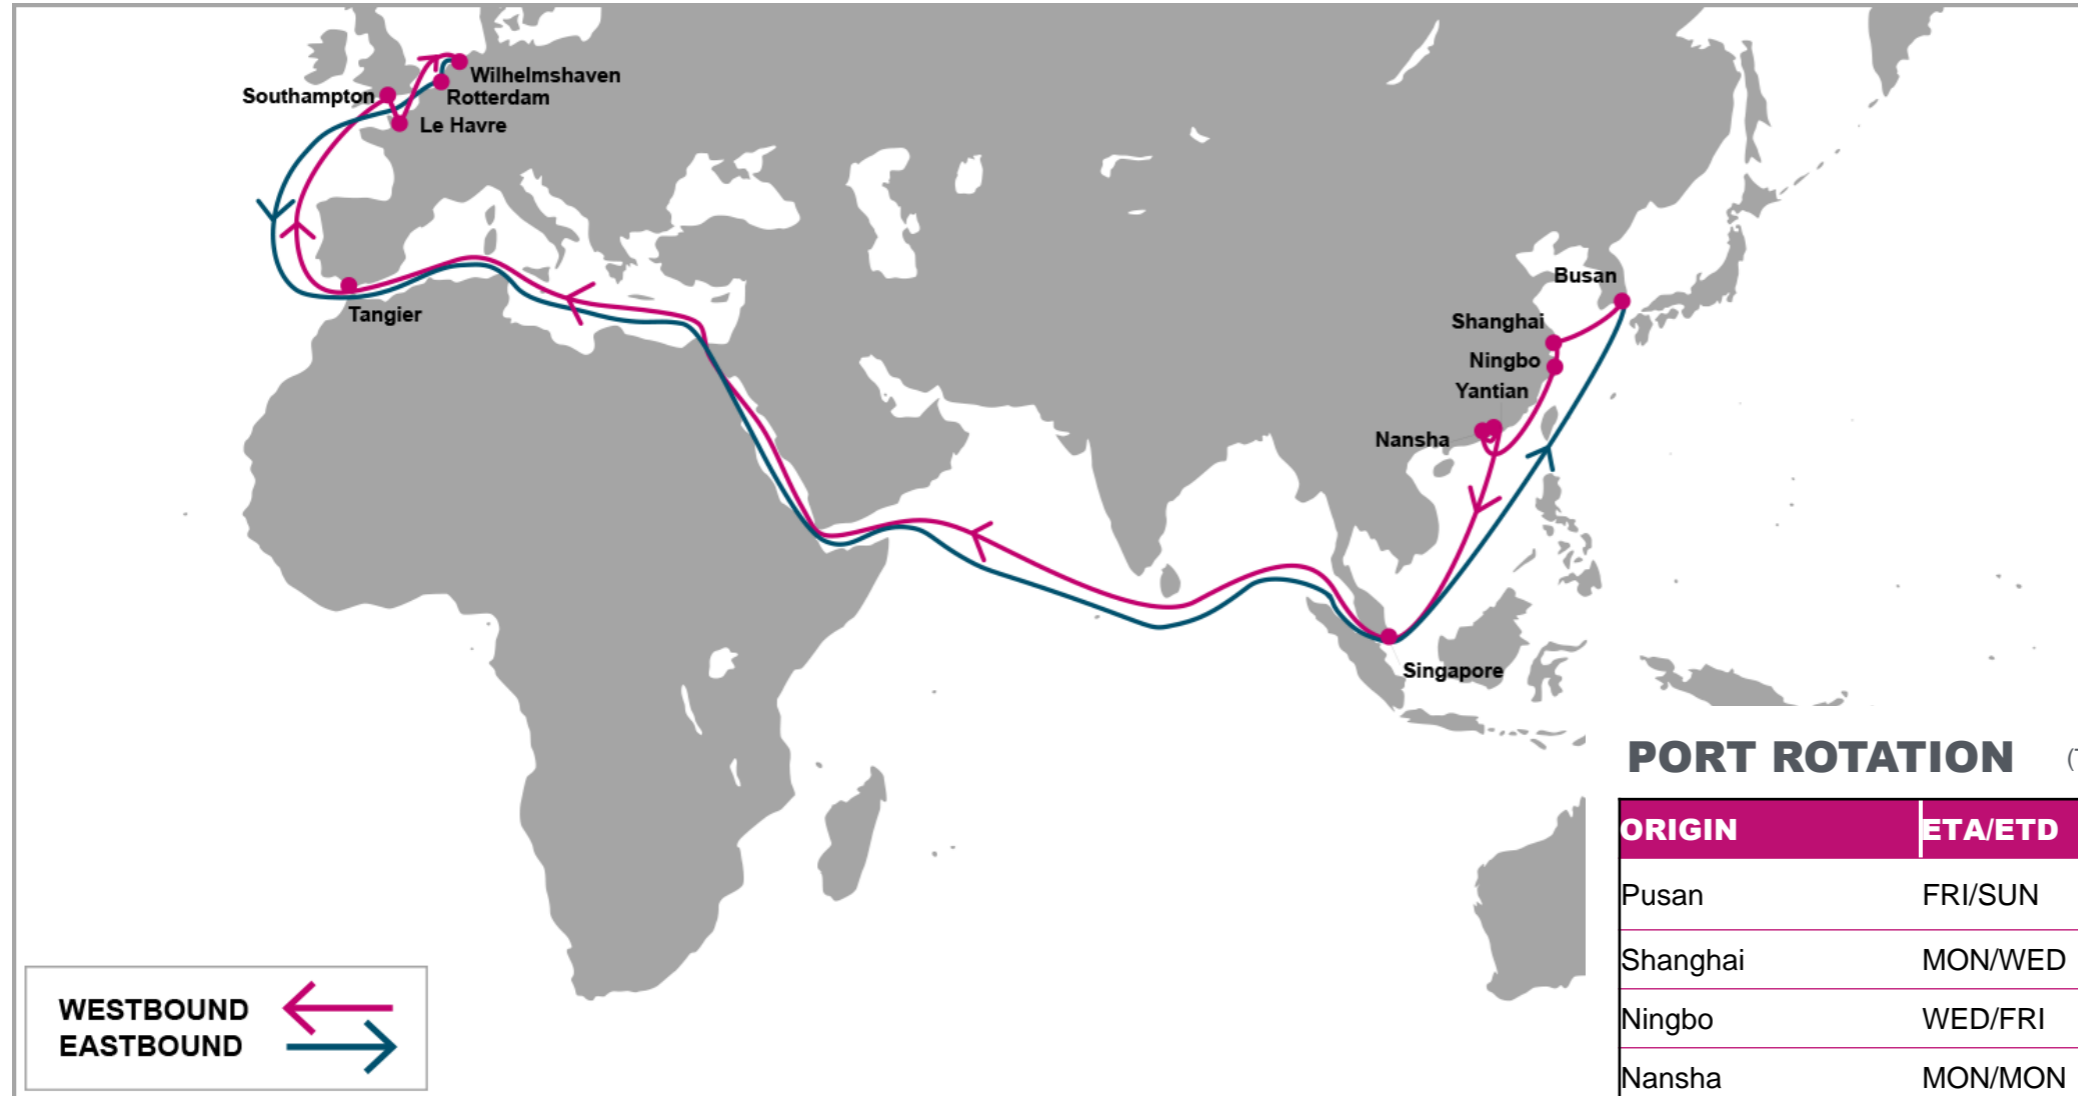 Wilhelmshaven
Southampton
Rotterdam
Le Havre
Tangier
Busan
Shanghai
Ningbo
Yantian
Nansha
Singapore
PORT ROTATION (
ORIGIN ETA/ETD
Pusan FRI/SUN
Shanghai MON/WED
Ningbo WED/FRI
Nansha MON/MON
WESTBOUND
EASTBOUND